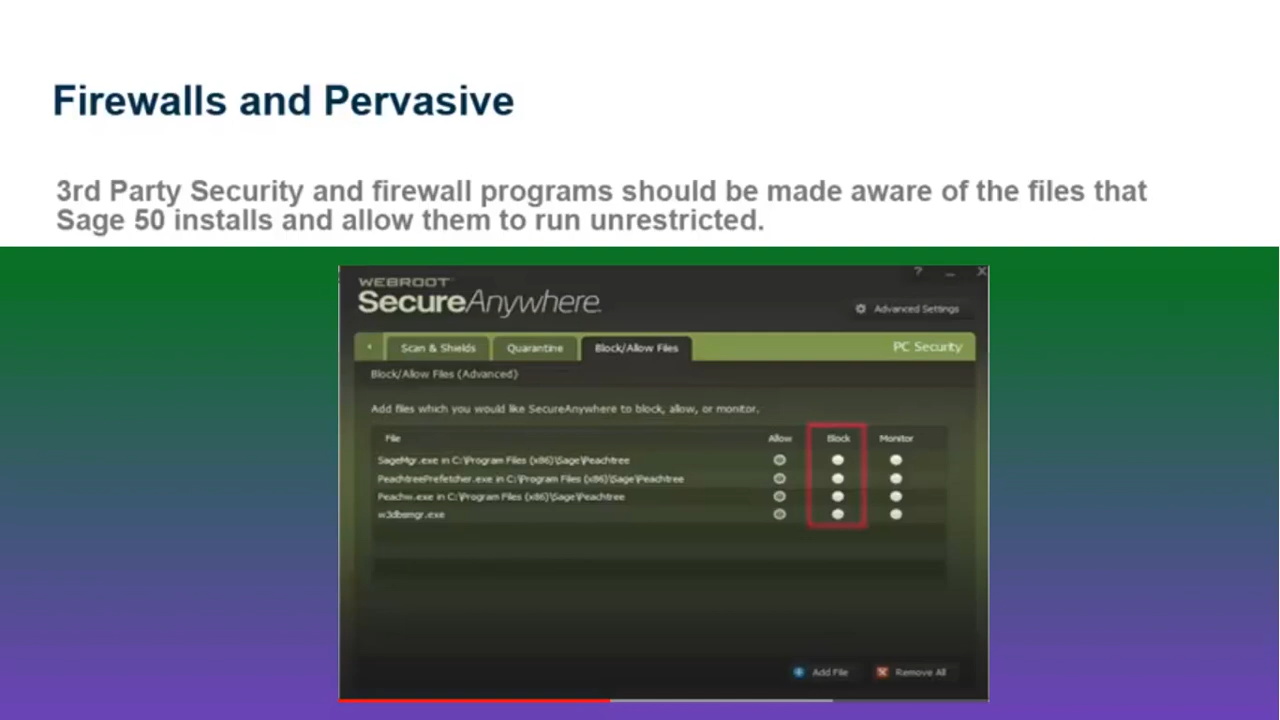 Firewalls and Pervasive
3rd Party Security and firewall programs should be made aware of the files that
Sage 50 installs and allow them to run unrestricted.
? _ X
WEBROOT
SecureAnywhere.
Advanced Settings
Scan & Shields Quarantine Block/Allow Files PC Security
Block/Allow Files (Advanced)
Add files which you would like SecureAnywhere to block, allow, or monitor.
File Allow Block Monitor
SageMgr.exe in C:\Program Files (x86)\Sage\Peachtree
PeachtreePrefetcher.exe in C:\Program Files (x86)\Sage\Peachtree
Peachw.exe in C:\Program Files (x86)\Sage\Peachtree
w3dbsmgr.exe
Add File Remove All